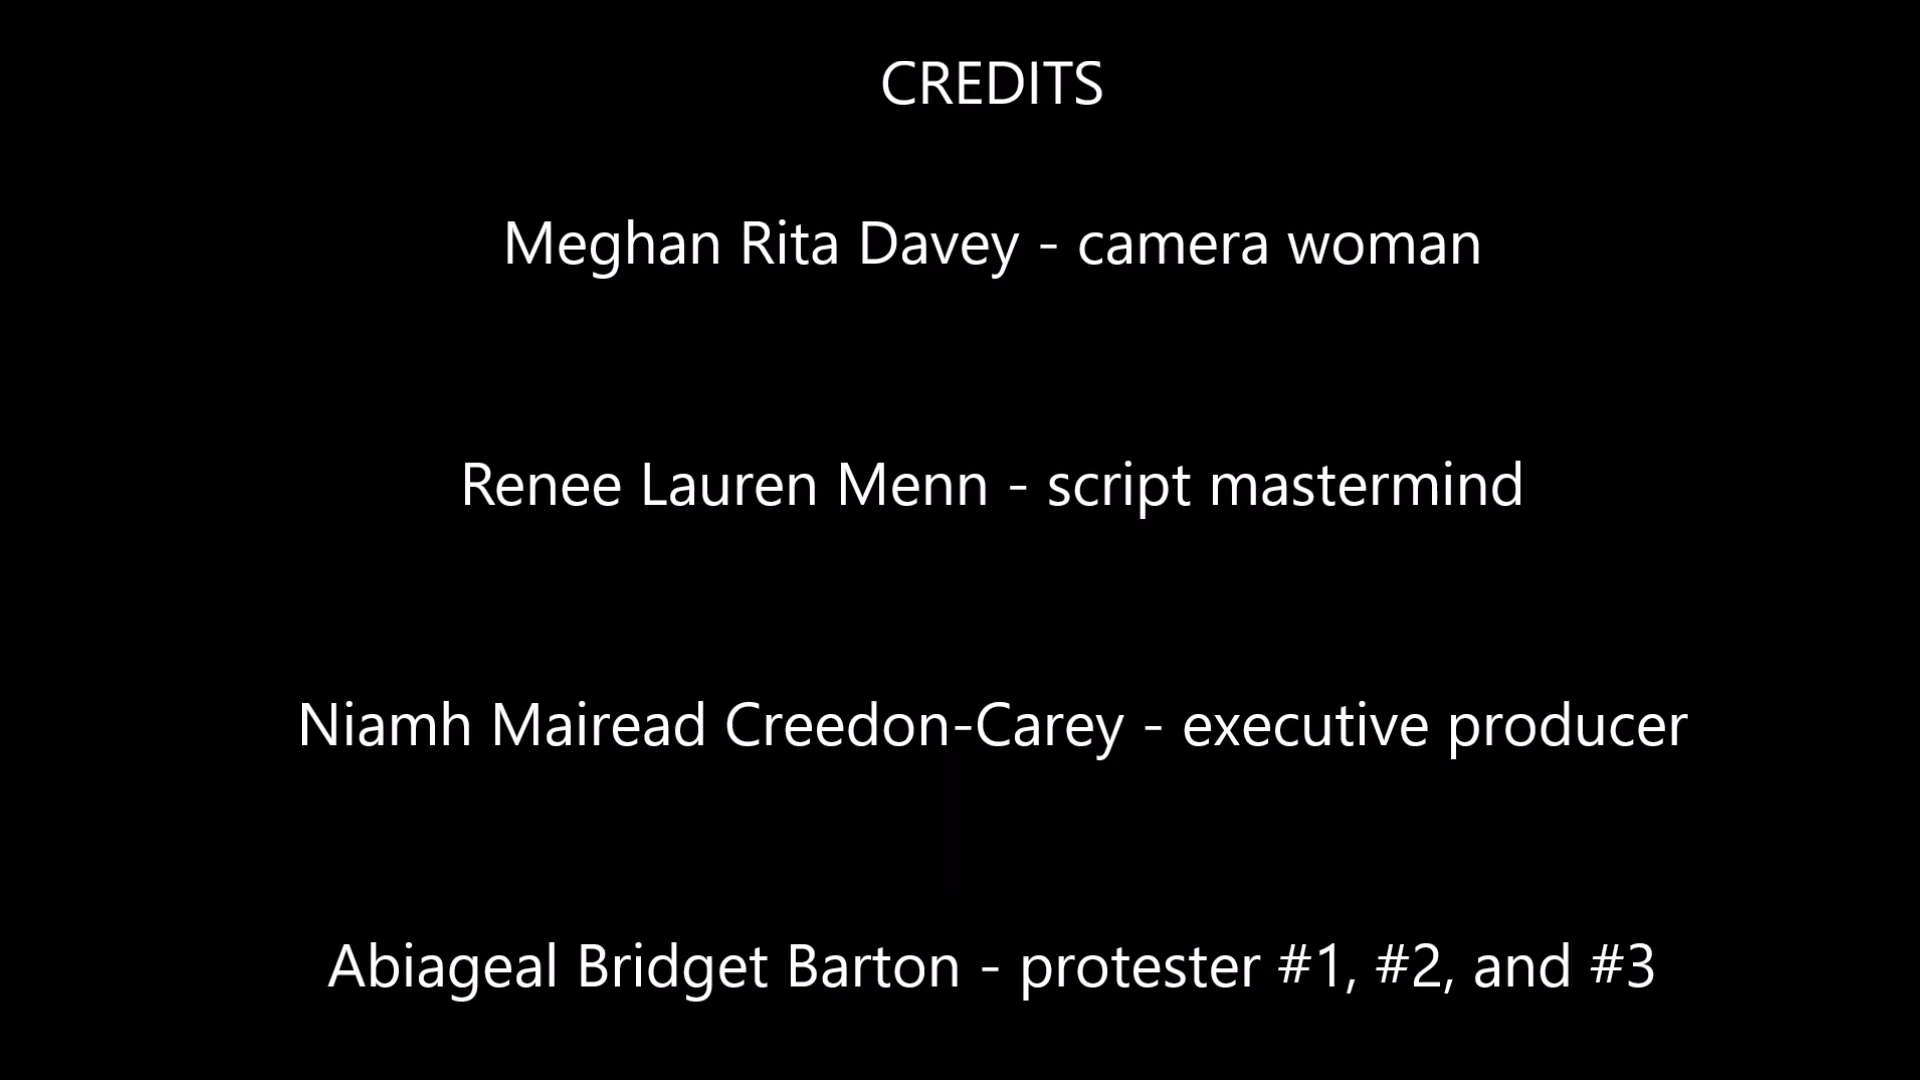 CREDITS
Meghan Rita Davey - camera woman
Renee Lauren Menn - script mastermind
Niamh Mairead Creedon-Carey - executive producer
Abiageal Bridget Barton - protester #1, #2, and #3